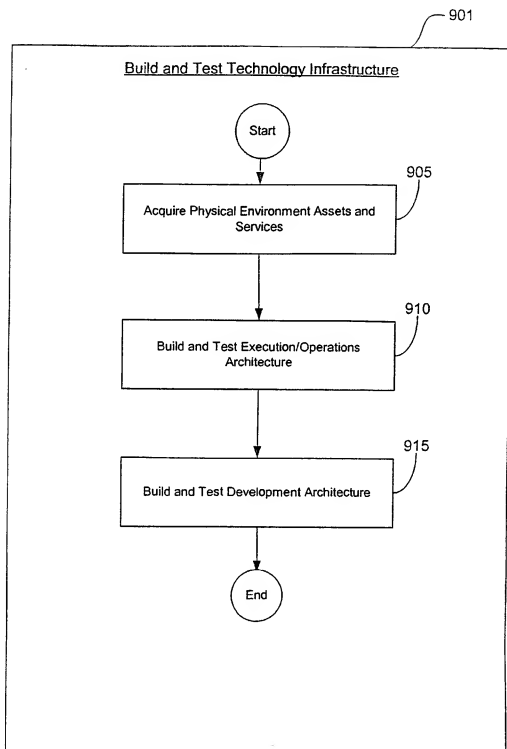 901
Build and Test Technology Infrastructure
Start
905
Acquire Physical Environment Assets and
Services
910
Build and Test Execution/Operations
Architecture
915
Build and Test Development Architecture
End